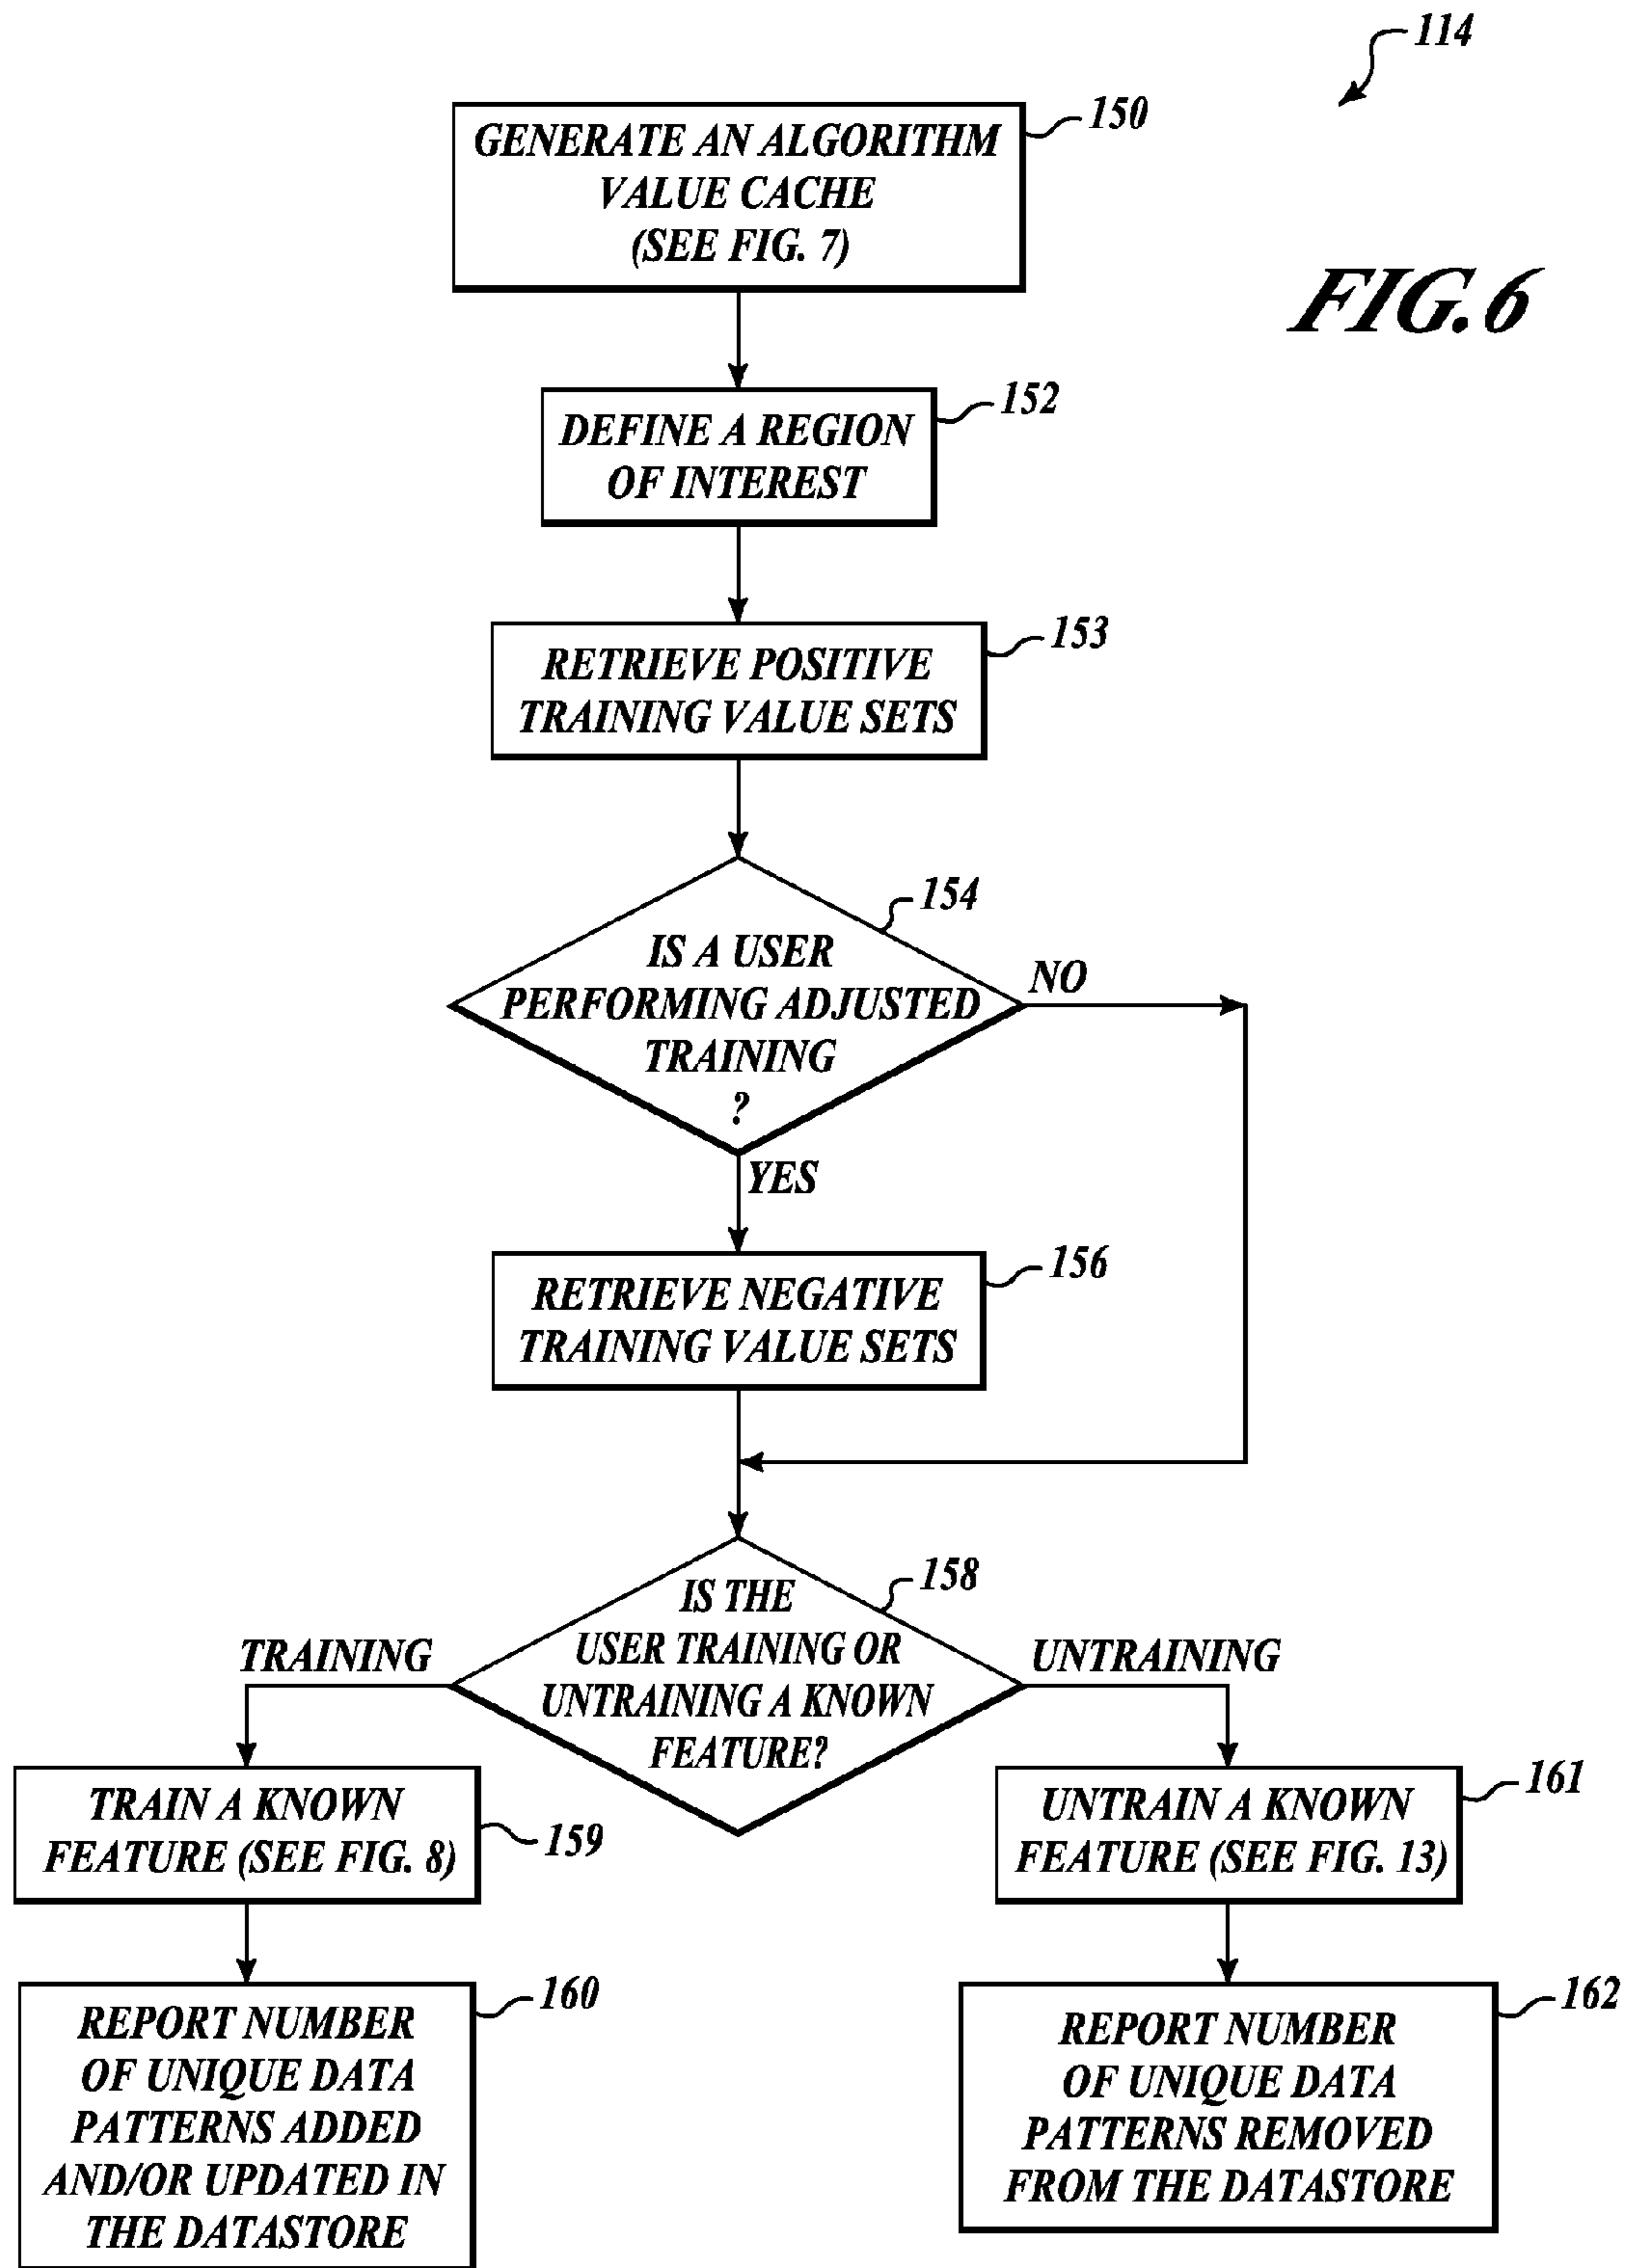 114
150
GENERATE AN ALGORITHM
VALUE CACHE
(SEE FIG. 7)
FIG. 6
152
DEFINE A REGION
OF INTEREST
153
RETRIEVE POSITIVE
TRAINING VALUE SETS
154
IS A USER
PERFORMING ADJUSTED
TRAINING
?
NO
YES
156
RETRIEVE NEGATIVE
TRAINING VALUE SETS
158
IS THE
USER TRAINING OR
UNTRAINING A KNOWN
FEATURE?
TRAINING
UNTRAINING
TRAIN A KNOWN
FEATURE (SEE FIG. 8)
159
161
UNTRAIN A KNOWN
FEATURE (SEE FIG. 13)
160
REPORT NUMBER
OF UNIQUE DATA
PATTERNS ADDED
AND/OR UPDATED IN
THE DATASTORE
162
REPORT NUMBER
OF UNIQUE DATA
PATTERNS REMOVED
FROM THE DATASTORE